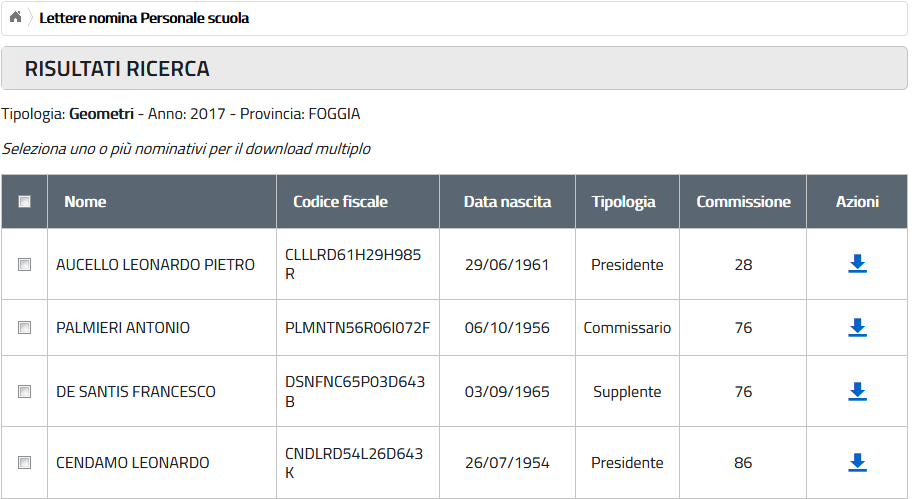 Lettere nomina Personale scuola
RISULTATI RICERCA
Tipologia: Geometri - Anno: 2017 - Provincia: FOGGIA
Seleziona uno o più nominativi per il download multiplo
Nome Codice fiscale Data nascita Tipologia Commissione Azioni
AUCELLO LEONARDO PIETRO CLLLRD61H29H985 29/06/1961 Presidente 28
R
PALMIERI ANTONIO PLMNTN56R06I072F 06/10/1956 Commissario 76
DE SANTIS FRANCESCO DSNFNC65P03D643 03/09/1965 Supplente 76
B
CENDAMO LEONARDO CNDLRD54L26D643 26/07/1954 Presidente 86
K